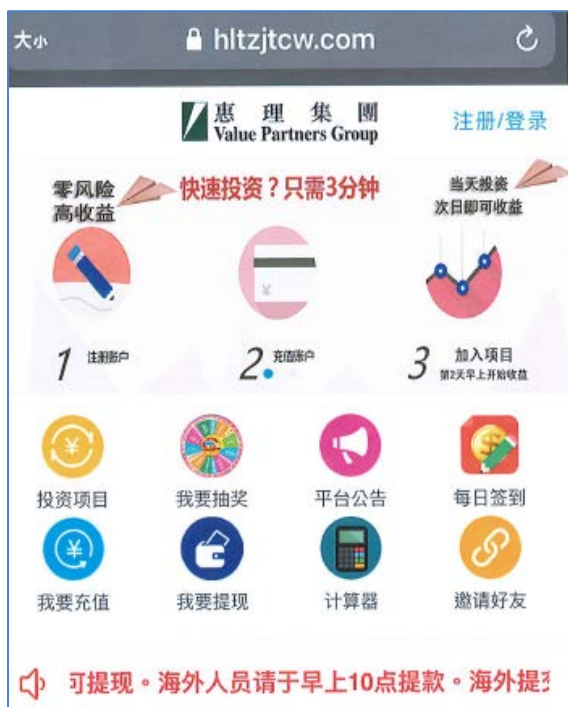 大小
hltzjtcw.com
惠理集團
Value Partners Group
注册/登录
零风险
高收益
快速投资？只需3分钟
当天投资
次日即可收益
¥
1 注册账户
2 充值账户
3 加入项目
第2天早上开始收益
¥
投资项目
我要抽奖
平台公告
每日签到
¥
我要充值
我要提现
计算器
邀请好友
可提现。海外人员请于早上10点提款。海外提